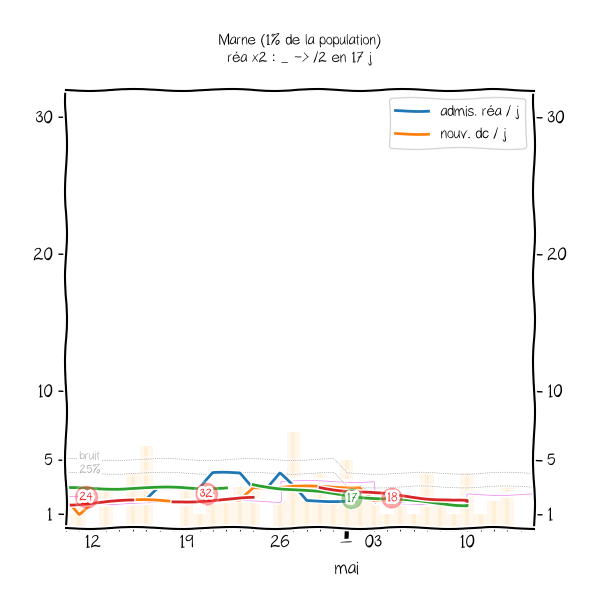 Marne (1% de la population)
réa x2 : _ -> /2 en 17 j
admis. réa / j
nouv. dc / j
30 30
20 20
10 10
5 5
1 1
bruit
25%
24 32 17 18
12 19 26 03 10
mai